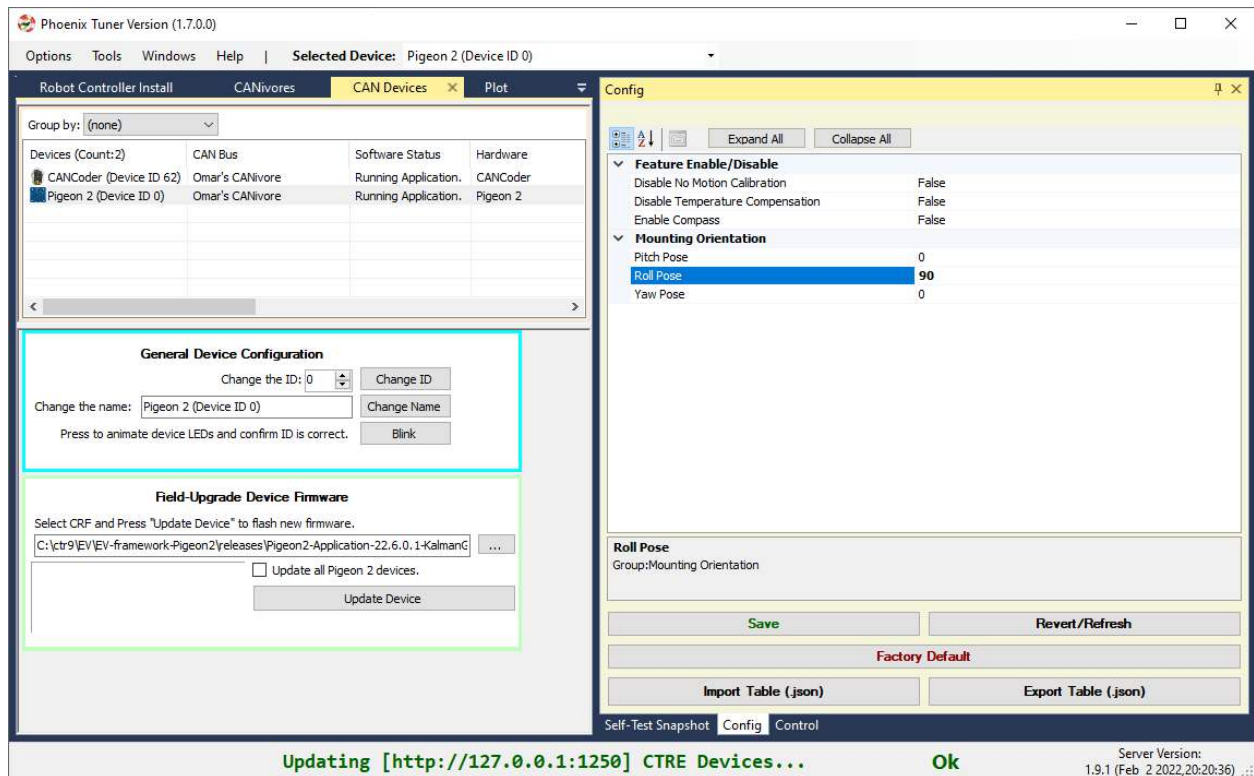 Phoenix Tuner Version (1.7.0.0)
Options Tools Windows Help | Selected Device: Pigeon 2 (Device ID 0)
Robot Controller Install CANivores CAN Devices Plot
Group by: (none)
Devices (Count:2) CAN Bus Software Status Hardware
CANCoder (Device ID 62) Omar's CANivore Running Application. CANCoder
Pigeon 2 (Device ID 0) Omar's CANivore Running Application. Pigeon 2
General Device Configuration
Change the ID: 0 Change ID
Change the name: Pigeon 2 (Device ID 0) Change Name
Press to animate device LEDs and confirm ID is correct. Blink
Field-Upgrade Device Firmware
Select CRF and Press "Update Device" to flash new firmware.
C:\ctr9\EV\EV-framework-Pigeon2\releases\Pigeon2-Application-22.6.0.1-KalmanG ...
Update all Pigeon 2 devices.
Update Device
Config
Expand All Collapse All
Feature Enable/Disable
Disable No Motion Calibration False
Disable Temperature Compensation False
Enable Compass False
Mounting Orientation
Pitch Pose 0
Roll Pose 90
Yaw Pose 0
Roll Pose
Group:Mounting Orientation
Save Revert/Refresh
Factory Default
Import Table (.json) Export Table (.json)
Self-Test Snapshot Config Control
Updating [http://127.0.0.1:1250] CTRE Devices... Ok
Server Version:
1.9.1 (Feb 2 2022,20:20:36)